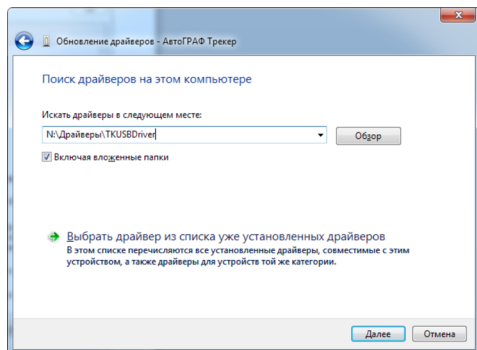 Обновление драйверов - АвтоГРАФ Трекер
Поиск драйверов на этом компьютере
Искать драйверы в следующем месте:
N:\Драйверы\TKUSBDriver
Обзор
Включая вложенные папки
Выбрать драйвер из списка уже установленных драйверов
В этом списке перечисляются все установленные драйверы, совместимые с этим
устройством, а также драйверы для устройств той же категории.
Далее
Отмена